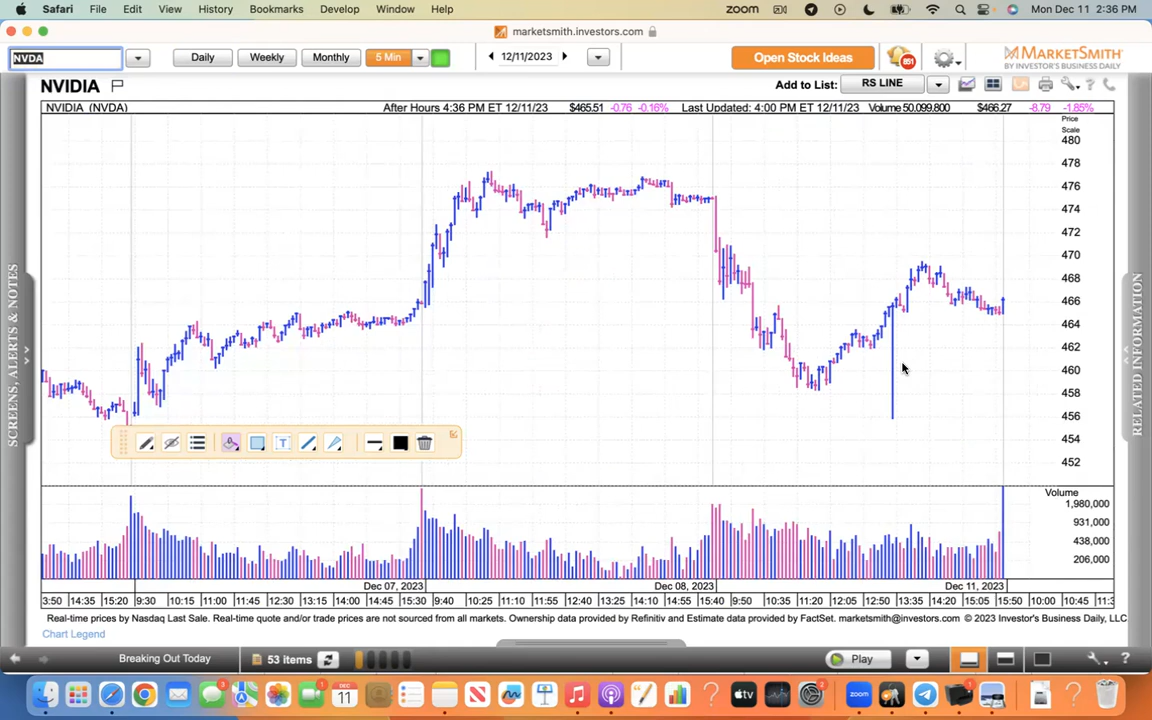 Safari File Edit View History Bookmarks Develop Window Help zoom Mon Dec 11 2:36 PM
marketsmith.investors.com
NVDA Daily Weekly Monthly 5 Min 12/11/2023 Open Stock Ideas 851 MARKETSMITH
BY INVESTOR'S BUSINESS DAILY
NVIDIA Add to List: RS LINE
NVIDIA (NVDA) After Hours 4:36 PM ET 12/11/23 $465.51 -0.76 -0.16% Last Updated: 4:00 PM ET 12/11/23 Volume 50,099,800 $466.27 -8.79 -1.85%
Price
Scale
480
478
476
474
472
470
468
466
464
462
460
458
456
454
452
T
Volume
1,980,000
931,000
438,000
206,000
Dec 07, 2023 Dec 08, 2023 Dec 11, 2023
3:50 14:35 15:20 9:30 10:15 11:00 11:45 12:30 13:15 14:00 14:45 15:30 9:40 10:25 11:10 11:55 12:40 13:25 14:10 14:55 15:40 9:50 10:35 11:20 12:05 12:50 13:35 14:20 15:05 15:50 10:00 10:45 11:3
SCREENS, ALERTS & NOTES
RELATED INFORMATION
Real-time prices by Nasdaq Last Sale. Real-time quote and/or trade prices are not sourced from all markets. Ownership data provided by Refinitiv and Estimate data provided by FactSet. marketsmith@investors.com © 2023 Investor's Business Daily, LLC
Chart Legend
Breaking Out Today 53 items Play ?
DEC
11
zoom
tv